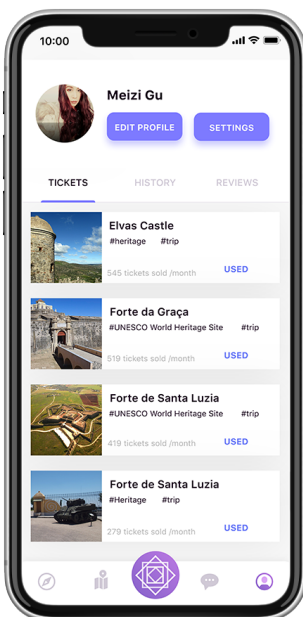 10:00
Meizi Gu
EDIT PROFILE SETTINGS
TICKETS HISTORY REVIEWS
Elvas Castle
#heritage #trip
545 tickets sold /month USED
Forte da Graça
#UNESCO World Heritage Site #trip
519 tickets sold /month USED
Forte de Santa Luzia
#UNESCO World Heritage Site #trip
419 tickets sold /month USED
Forte de Santa Luzia
#Heritage #trip
279 tickets sold /month USED